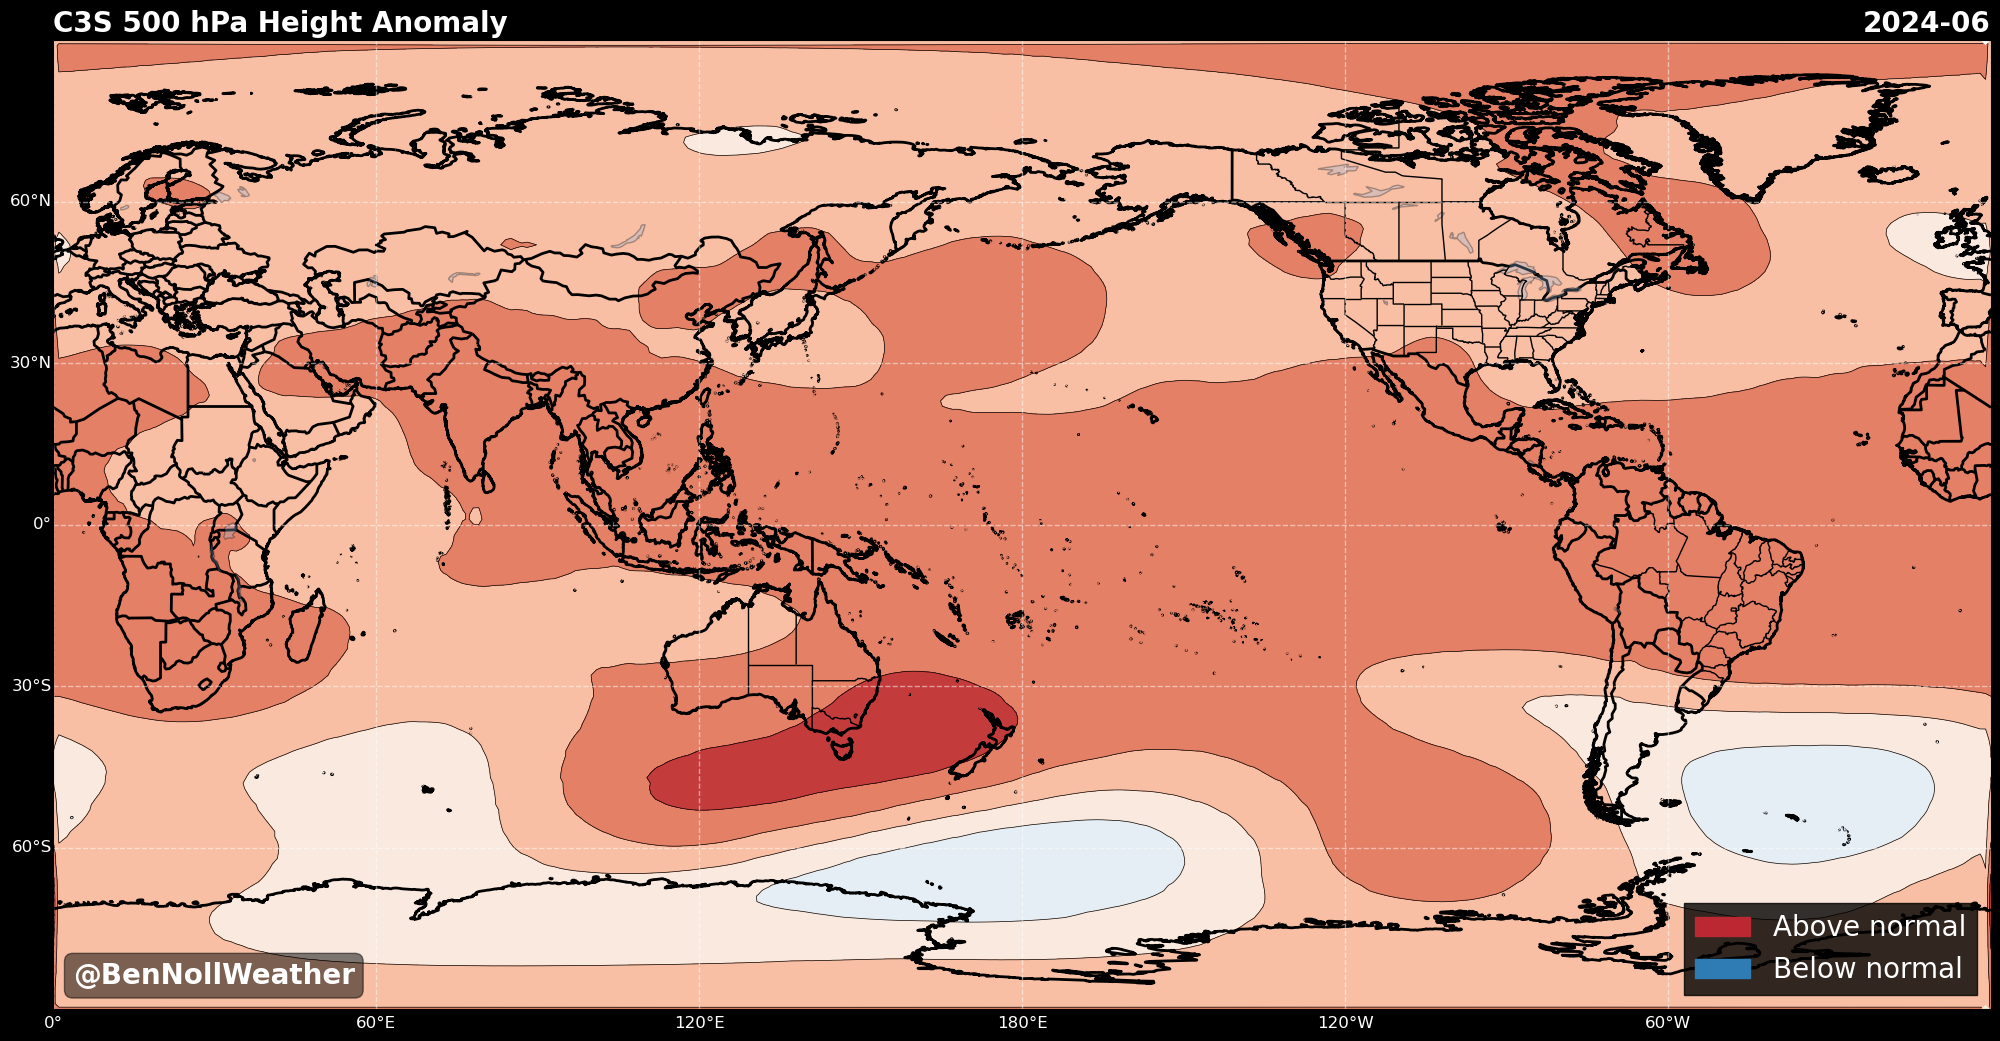 C3S 500 hPa Height Anomaly
2024-06
60°N
30°N
0°
30°S
60°S
Above normal
Below normal
@BenNollWeather
0°
60°E
120°E
180°E
120°W
60°W